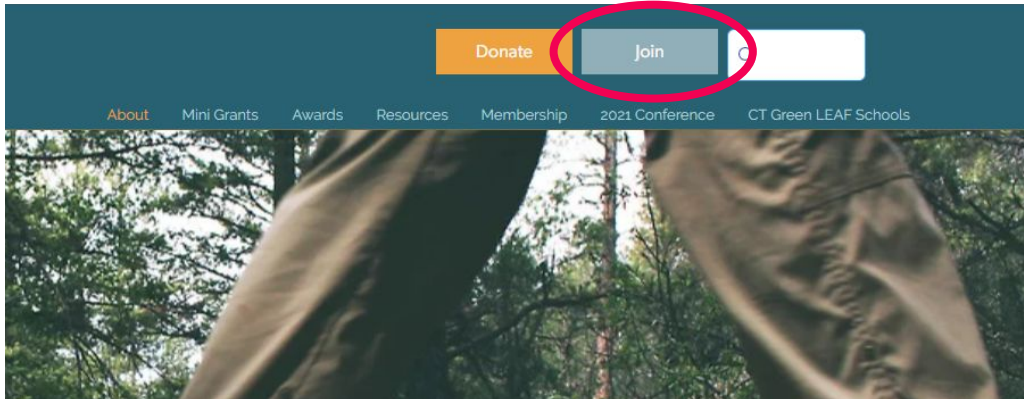 Donate Join
About Mini Grants Awards Resources Membership 2021 Conference CT Green LEAF Schools